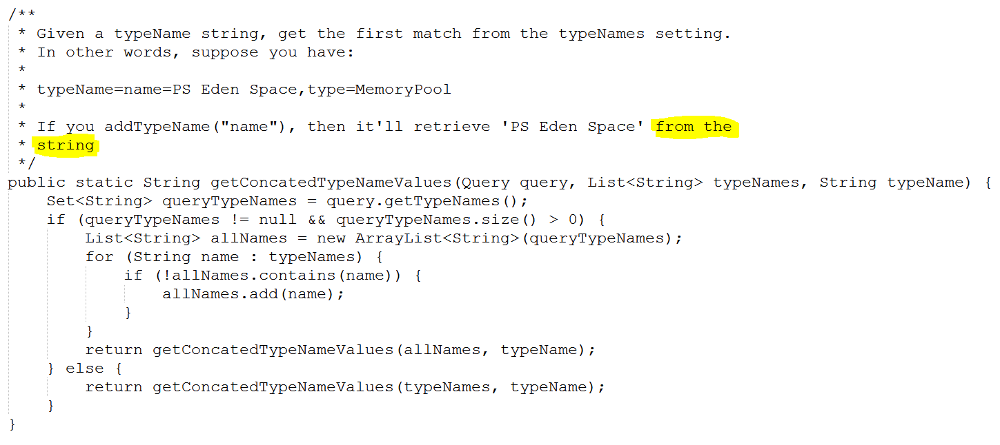 /**
 * Given a typeName string, get the first match from the typeNames setting.
 * In other words, suppose you have:
 *
 * typeName=name=PS Eden Space,type=MemoryPool
 *
 * If you addTypeName("name"), then it'll retrieve 'PS Eden Space' from the
 * string
 */
public static String getConcatedTypeNameValues(Query query, List<String> typeNames, String typeName) {
    Set<String> queryTypeNames = query.getTypeNames();
    if (queryTypeNames != null && queryTypeNames.size() > 0) {
        List<String> allNames = new ArrayList<String>(queryTypeNames);
        for (String name : typeNames) {
            if (!allNames.contains(name)) {
                allNames.add(name);
            }
        }
        return getConcatedTypeNameValues(allNames, typeName);
    } else {
        return getConcatedTypeNameValues(typeNames, typeName);
    }
}